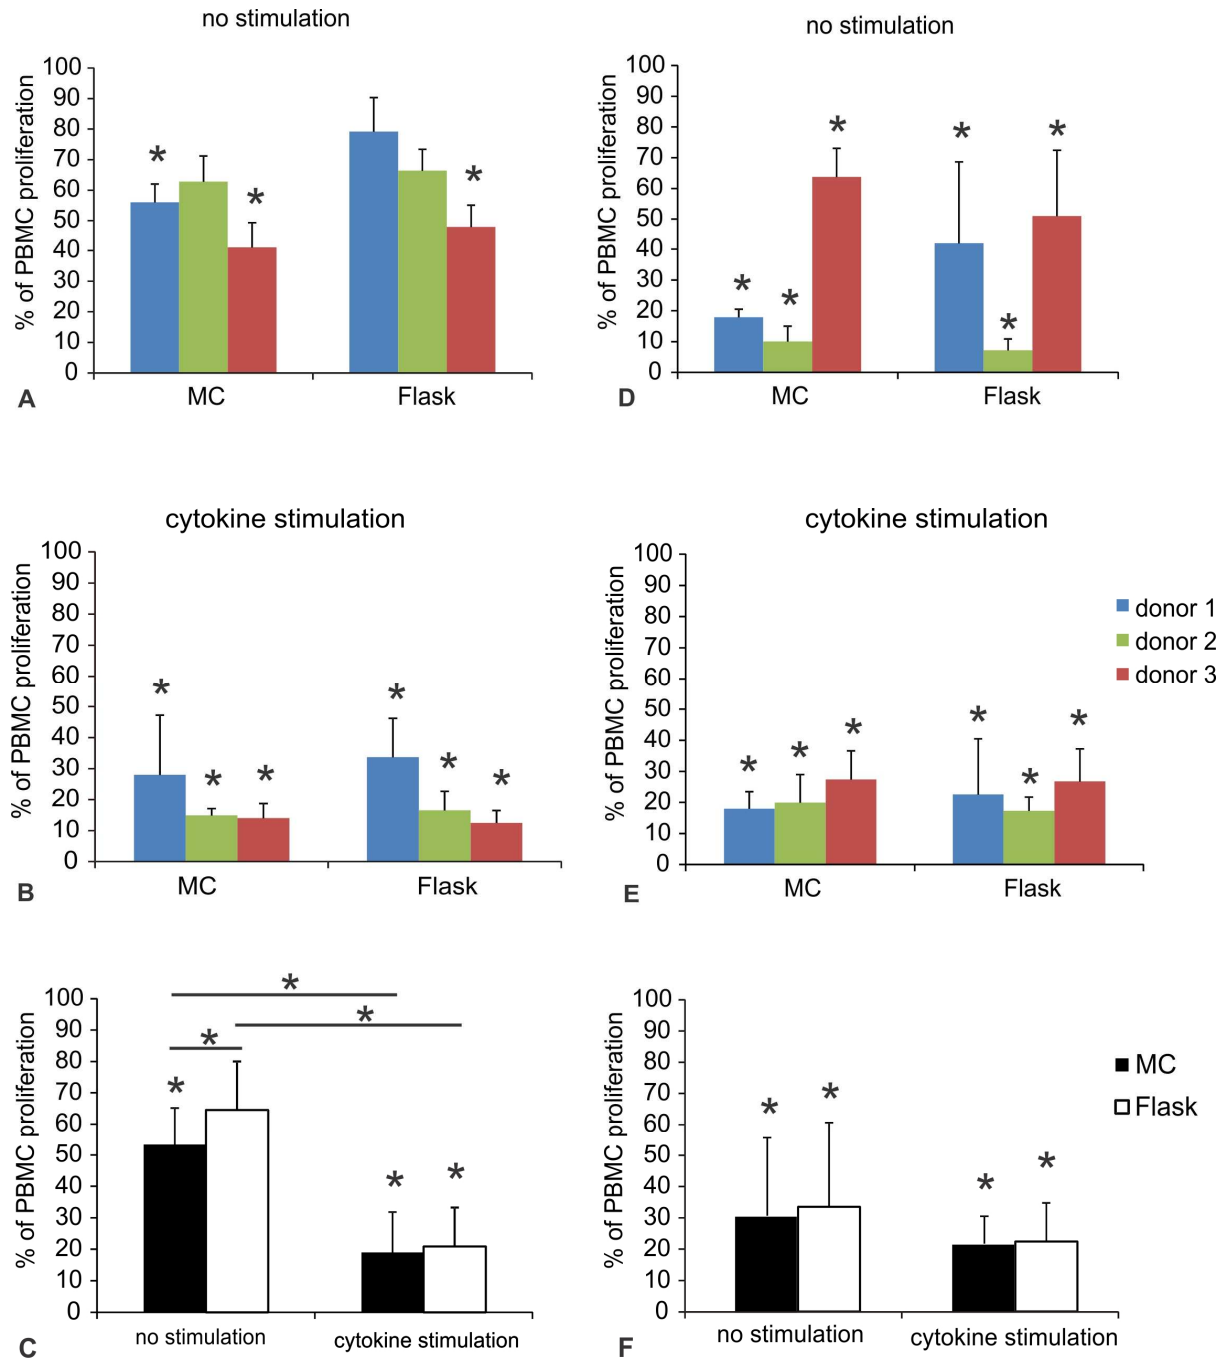 no stimulation
% of PBMC proliferation
100
90
80
70
60
50
40
30
20
10
0
*
*
*
MC
Flask
A
no stimulation
% of PBMC proliferation
100
90
80
70
60
50
40
30
20
10
0
*
*
*
*
*
*
MC
Flask
D
cytokine stimulation
% of PBMC proliferation
100
90
80
70
60
50
40
30
20
10
0
*
*
*
*
*
*
MC
Flask
B
cytokine stimulation
% of PBMC proliferation
100
90
80
70
60
50
40
30
20
10
0
*
*
*
*
*
*
MC
Flask
E
donor 1
donor 2
donor 3
% of PBMC proliferation
100
90
80
70
60
50
40
30
20
10
0
*
*
*
*
*
*
no stimulation
cytokine stimulation
C
% of PBMC proliferation
100
90
80
70
60
50
40
30
20
10
0
*
*
*
*
no stimulation
cytokine stimulation
F
MC
Flask